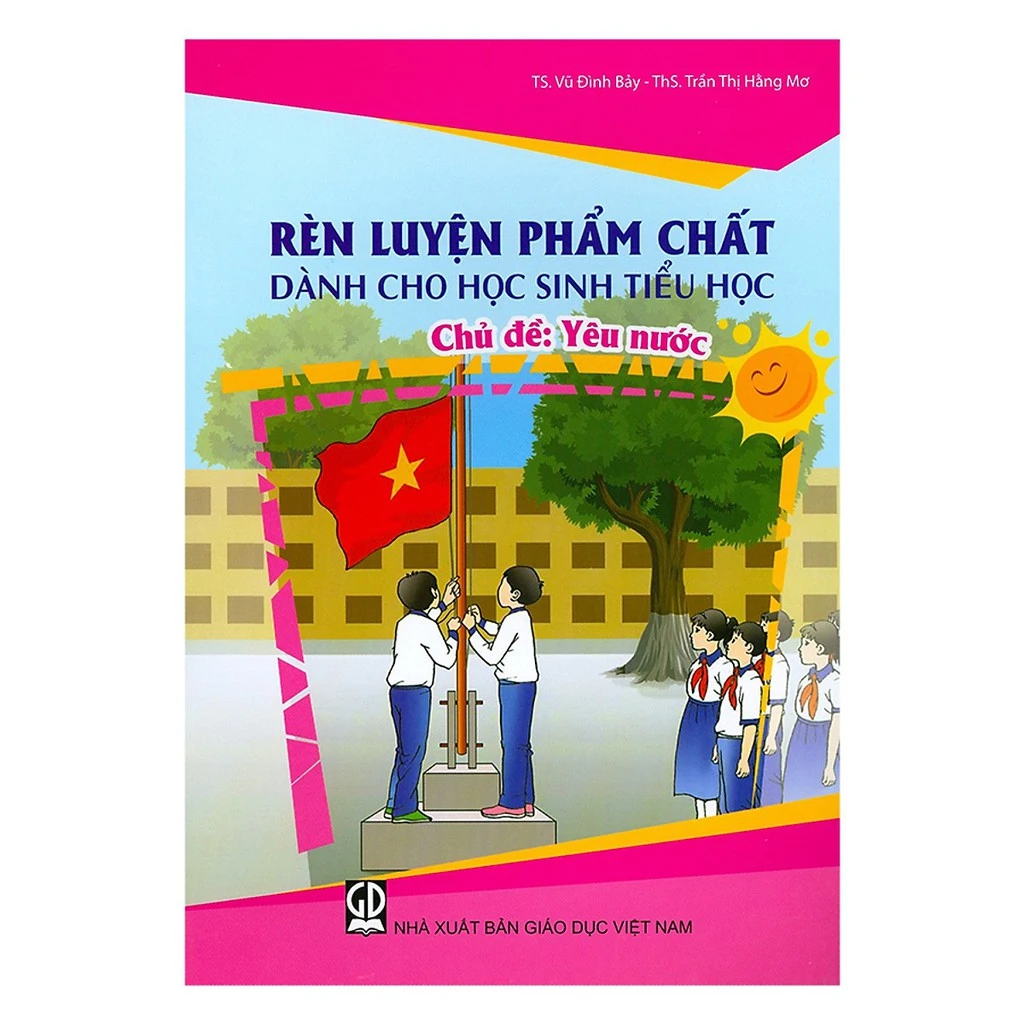 TS. Vũ Đình Bảy - ThS. Trần Thị Hằng Mơ
RÈN LUYỆN PHẨM CHẤT
DÀNH CHO HỌC SINH TIỂU HỌC
Chủ đề: Yêu nước
GD
NHÀ XUẤT BẢN GIÁO DỤC VIỆT NAM